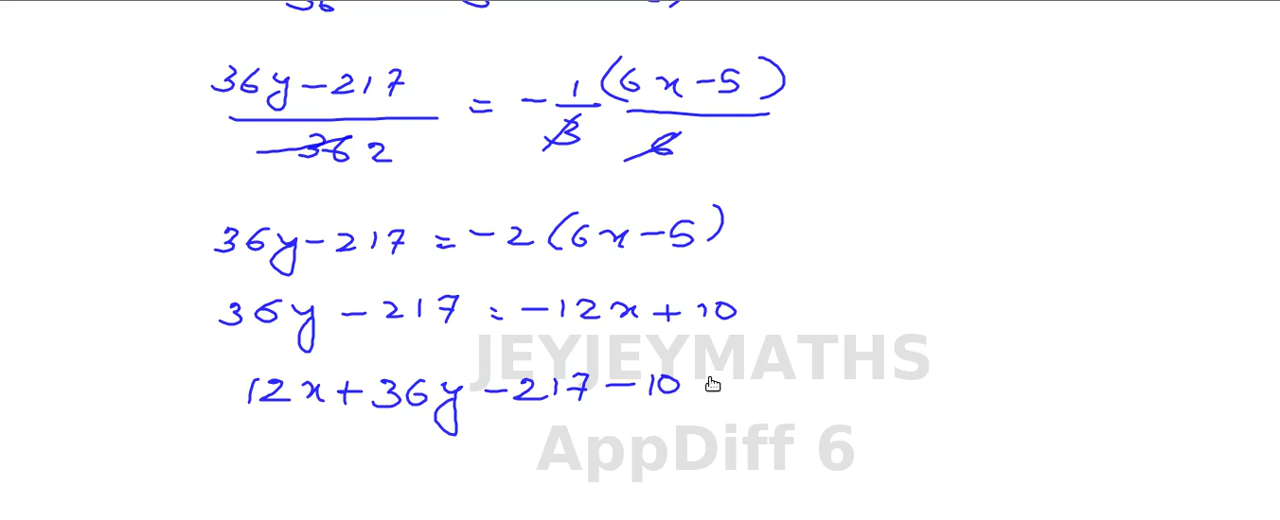 36y-217 / 36 2 = - 1/3 (6x-5) / 6
36y-217 = -2(6x-5)
36y-217 = -12x+10
12x+36y-217-10
JEYJEYMATHS
AppDiff 6